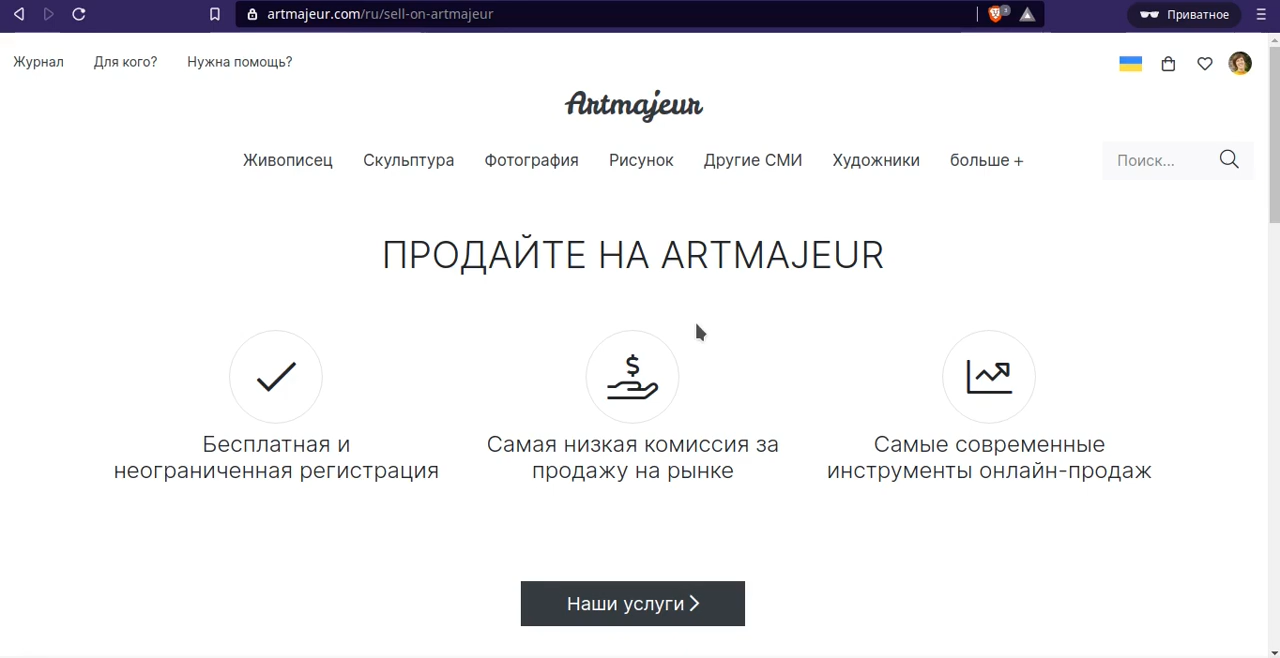 artmajeur.com/ru/sell-on-artmajeur
3
Приватное
Журнал Для кого? Нужна помощь?
Artmajeur
Живописец Скульптура Фотография Рисунок Другие СМИ Художники больше + Поиск...
ПРОДАЙТЕ НА ARTMAJEUR
$
Бесплатная и
неограниченная регистрация
Самая низкая комиссия за
продажу на рынке
Самые современные
инструменты онлайн-продаж
Наши услуги